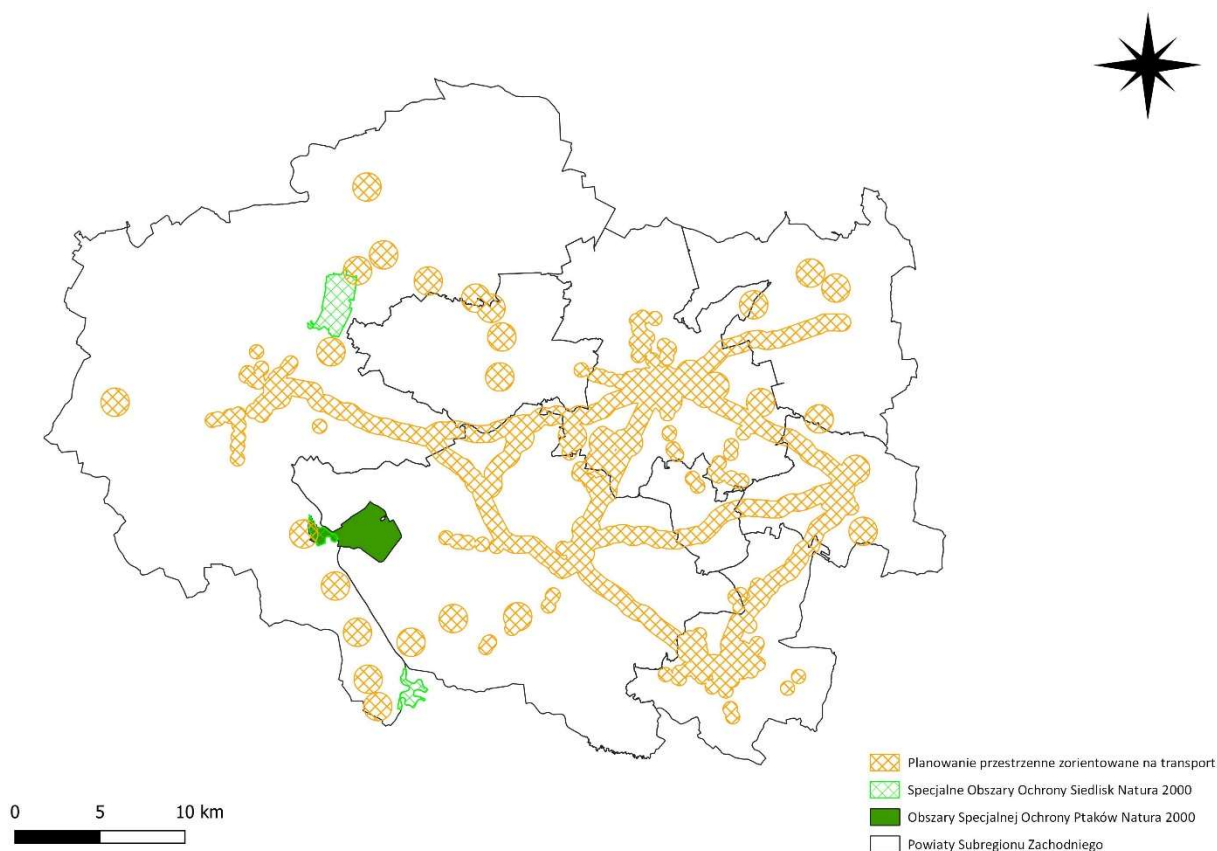 0 5 10 km
Planowanie przestrzenne zorientowane na transport
Specjalne Obszary Ochrony Siedlisk Natura 2000
Obszary Specjalnej Ochrony Ptaków Natura 2000
Powiaty Subregionu Zachodniego